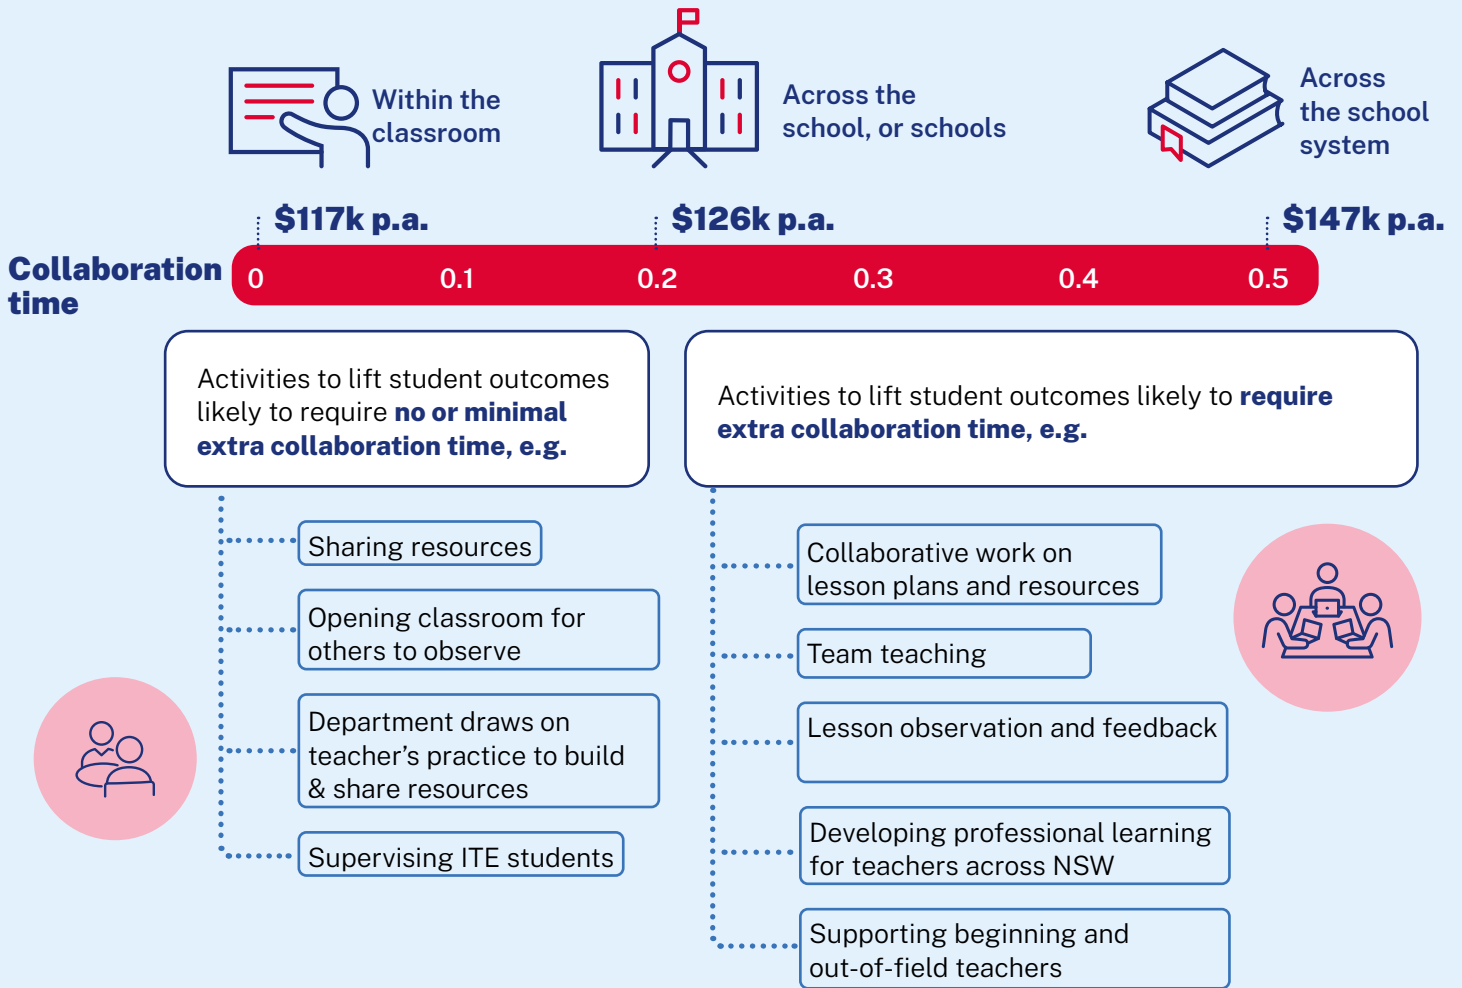 Within the
classroom
Across the
school, or schools
Across
the school
system
$117k p.a.
$126k p.a.
$147k p.a.
Collaboration
time
0
0.1
0.2
0.3
0.4
0.5
Activities to lift student outcomes
likely to require no or minimal
extra collaboration time, e.g.
Sharing resources
Opening classroom for
others to observe
Department draws on
teacher’s practice to build
& share resources
Supervising ITE students
Activities to lift student outcomes likely to require
extra collaboration time, e.g.
Collaborative work on
lesson plans and resources
Team teaching
Lesson observation and feedback
Developing professional learning
for teachers across NSW
Supporting beginning and
out-of-field teachers